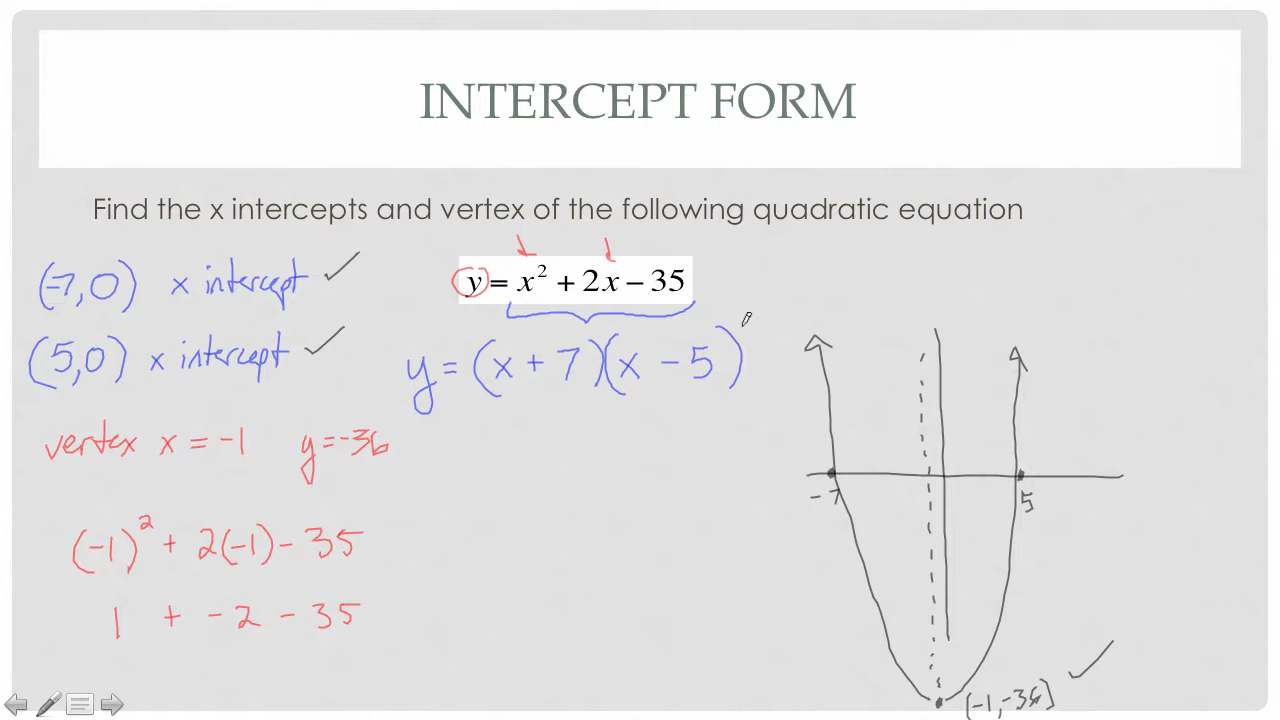 INTERCEPT FORM
Find the x intercepts and vertex of the following quadratic equation
(-7,0) x intercept ✓
y = x² + 2x - 35
(5,0) x intercept ✓
y = (x + 7)(x - 5)
vertex x = -1 y = -36
(-1)² + 2(-1) - 35
1 + -2 - 35
-7
5
(-1,-36) ✓